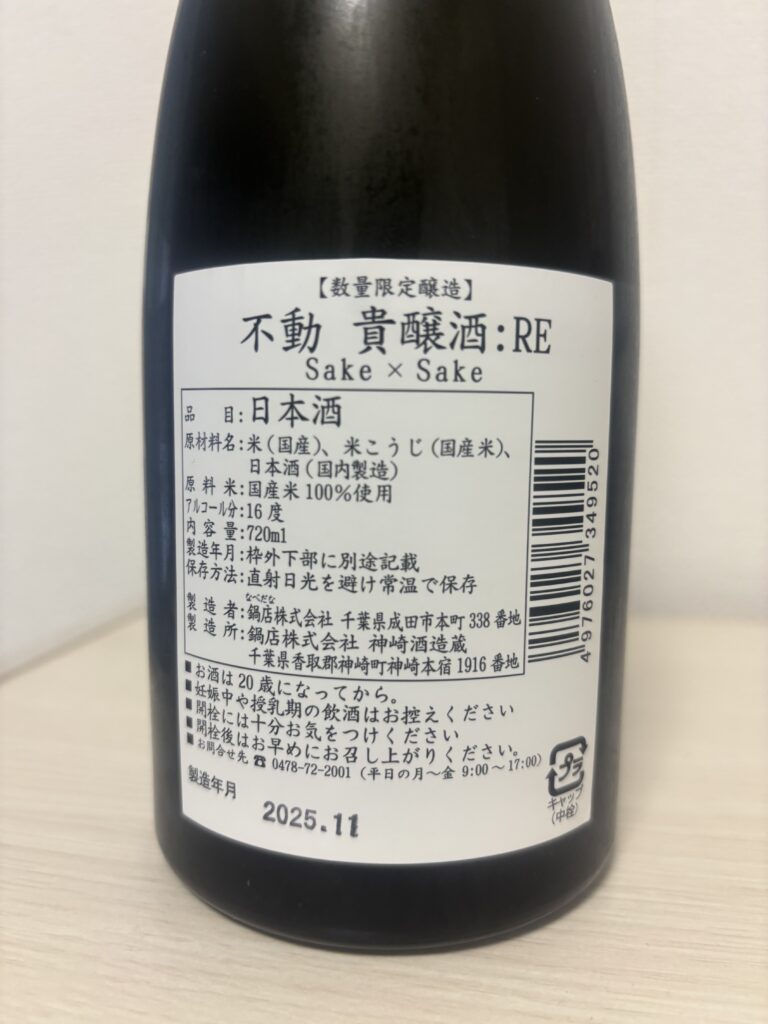 【数量限定醸造】
不動 貴醸酒:RE
Sake × Sake
品目:日本酒
原材料名:米(国産)、米こうじ(国産米)、
日本酒(国内製造)
原料米:国産米100%使用
アルコール分:16度
内容量:720ml
製造年月:枠外下部に別途記載
保存方法:直射日光を避け常温で保存
なべだな
製造者:鍋店株式会社 千葉県成田市本町338番地
製造所:鍋店株式会社 神崎酒造蔵
千葉県香取郡神崎町神崎本宿1916番地
■お酒は20歳になってから。
■妊娠中や授乳期の飲酒はお控えください
■開栓には十分お気をつけください
■開栓後はお早めにお召し上がりください。
■お問合せ先 ☎ 0478-72-2001(平日の月~金 9:00~17:00)
製造年月
2025.11
4976027349520
プラ
キャップ
(中栓)